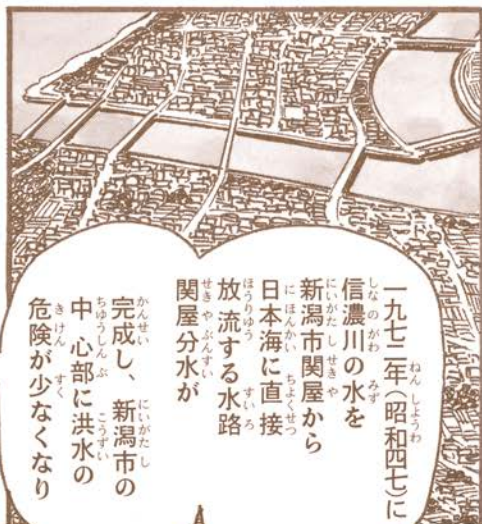 一九七二年（昭和四七）に
信濃川の水を
新潟市関屋から
日本海に直接
放流する水路
関屋分水が
完成し、新潟市の
中心部に洪水の
危険が少なくなり